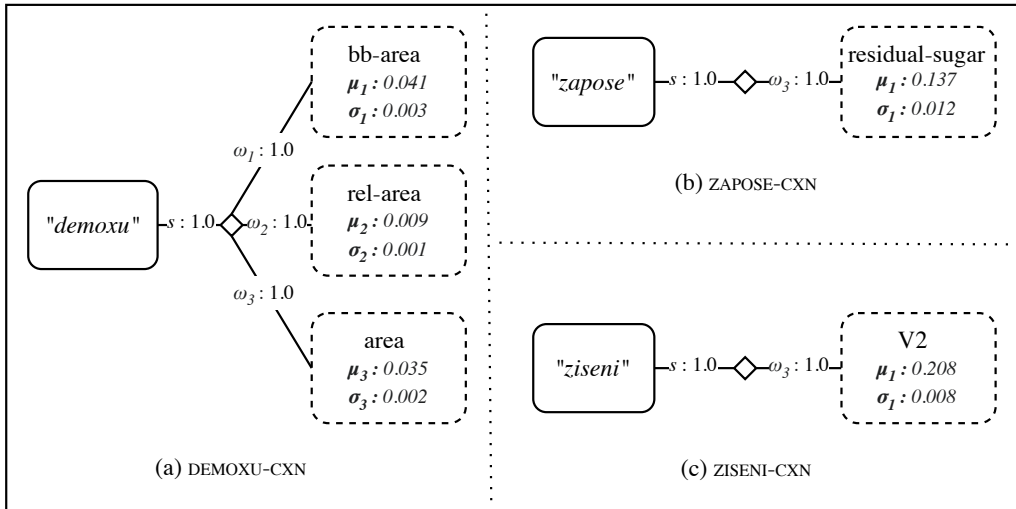 bb-area
μ1 : 0.041
σ1 : 0.003
ω1 : 1.0
"demoxu"
s : 1.0
ω2 : 1.0
rel-area
μ2 : 0.009
σ2 : 0.001
ω3 : 1.0
area
μ3 : 0.035
σ3 : 0.002
(a) DEMOXU-CXN
"zapose"
s : 1.0
ω3 : 1.0
residual-sugar
μ1 : 0.137
σ1 : 0.012
(b) ZAPOSE-CXN
"ziseni"
s : 1.0
ω3 : 1.0
V2
μ1 : 0.208
σ1 : 0.008
(c) ZISENI-CXN